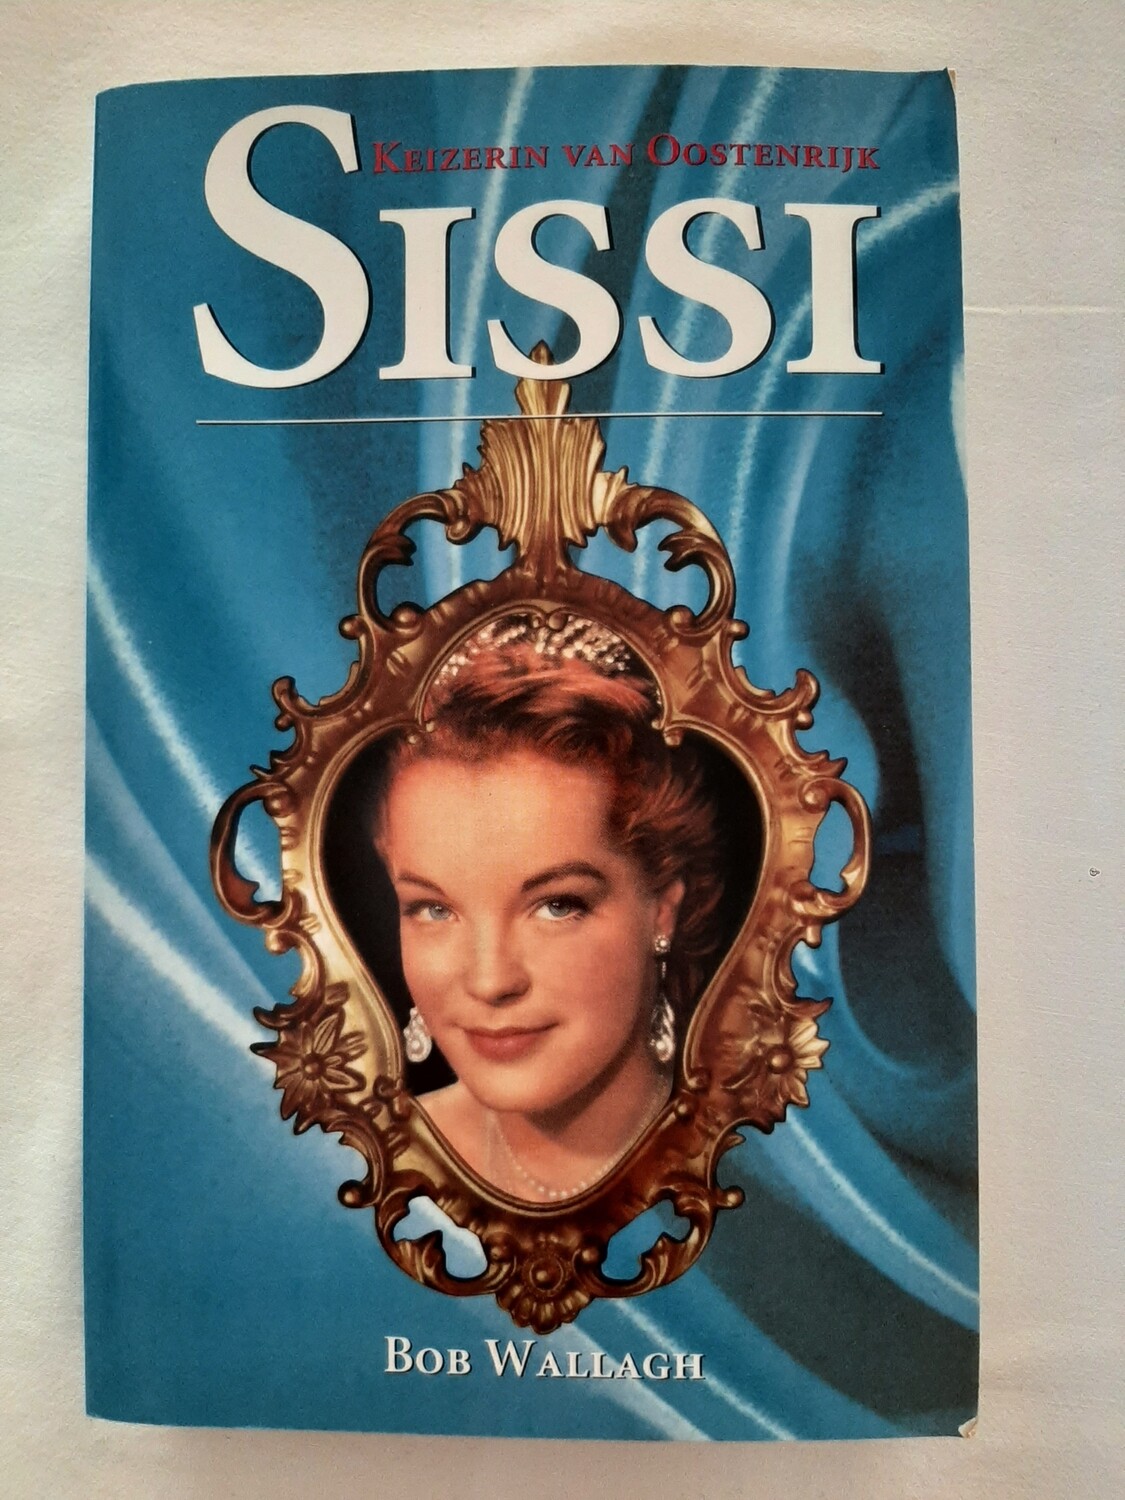 Keizerin van Oostenrijk
Sissi
Bob Wallagh